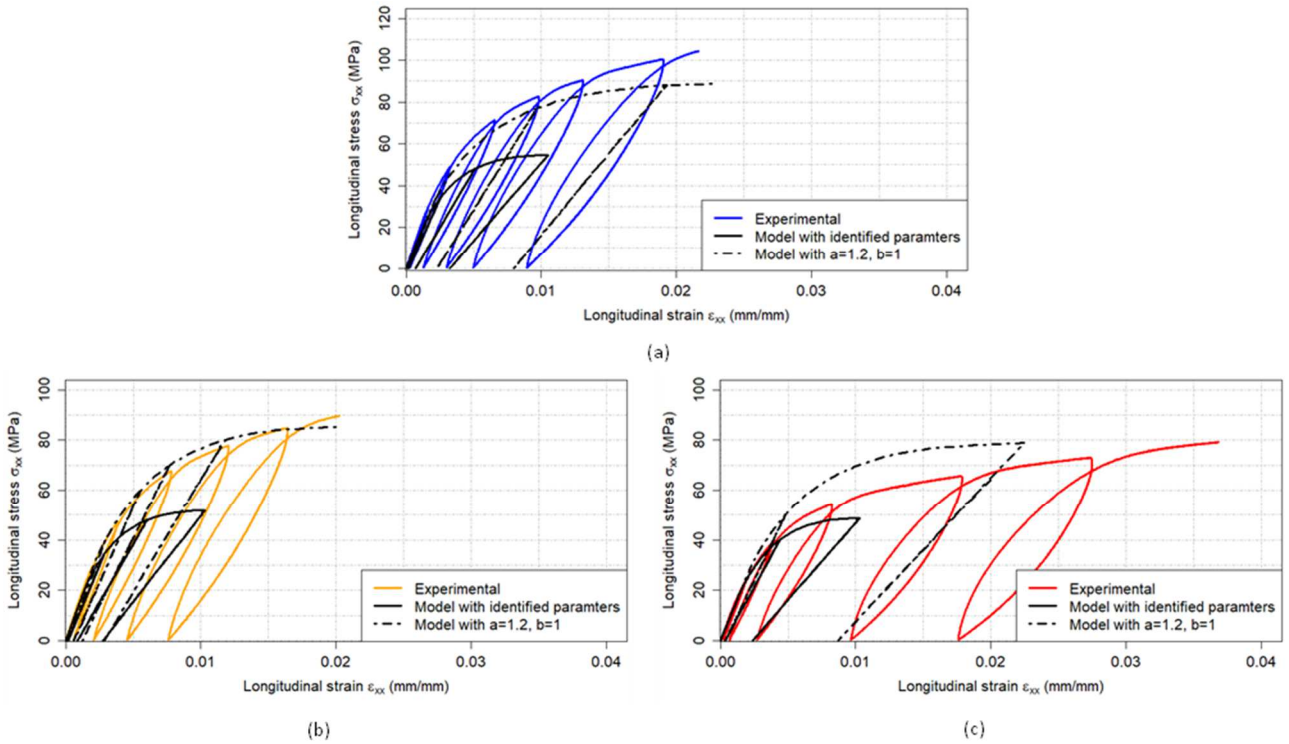 120
100
80
60
40
20
0
Longitudinal stress σxx (MPa)
Experimental
Model with identified paramters
Model with a=1.2, b=1
0.00 0.01 0.02 0.03 0.04
Longitudinal strain εxx (mm/mm)
(a)
100
80
60
40
20
0
Longitudinal stress σxx (MPa)
Experimental
Model with identified paramters
Model with a=1.2, b=1
0.00 0.01 0.02 0.03 0.04
Longitudinal strain εxx (mm/mm)
(b)
100
80
60
40
20
0
Longitudinal stress σxx (MPa)
Experimental
Model with identified paramters
Model with a=1.2, b=1
0.00 0.01 0.02 0.03 0.04
Longitudinal strain εxx (mm/mm)
(c)